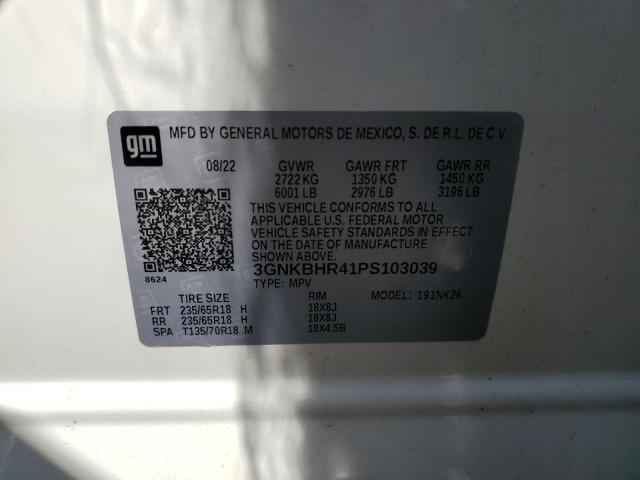 gm
MFD BY GENERAL MOTORS DE MEXICO, S. DE R.L. DE C.V.
08/22 GVWR GAWR FRT GAWR RR
2722 KG 1350 KG 1450 KG
6001 LB 2976 LB 3196 LB
THIS VEHICLE CONFORMS TO ALL
APPLICABLE U.S. FEDERAL MOTOR
VEHICLE SAFETY STANDARDS IN EFFECT
ON THE DATE OF MANUFACTURE
SHOWN ABOVE.
8624
3GNKBHR41PS103039
TYPE: MPV MODEL: 191NK26
TIRE SIZE RIM
FRT 235/65R18 H 18X8J
RR 235/65R18 H 18X8J
SPA T135/70R18 M 18X4.5B